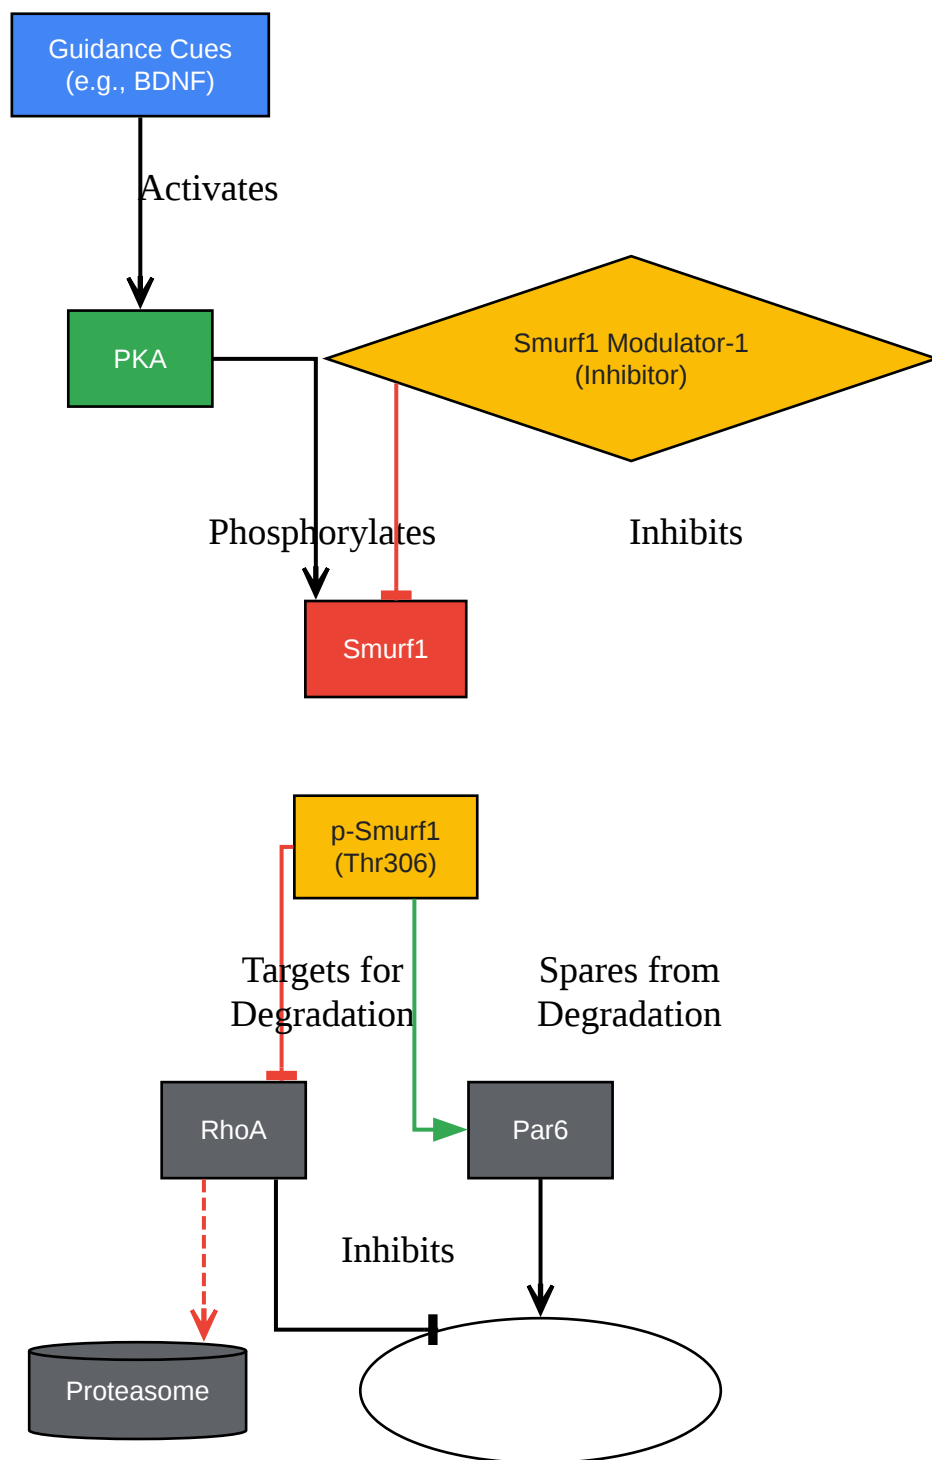 Guidance Cues
(e.g., BDNF)
Activates
PKA
Smurf1 Modulator-1
(Inhibitor)
Phosphorylates
Inhibits
Smurf1
p-Smurf1
(Thr306)
Targets for
Degradation
Spares from
Degradation
RhoA
Par6
Inhibits
Proteasome